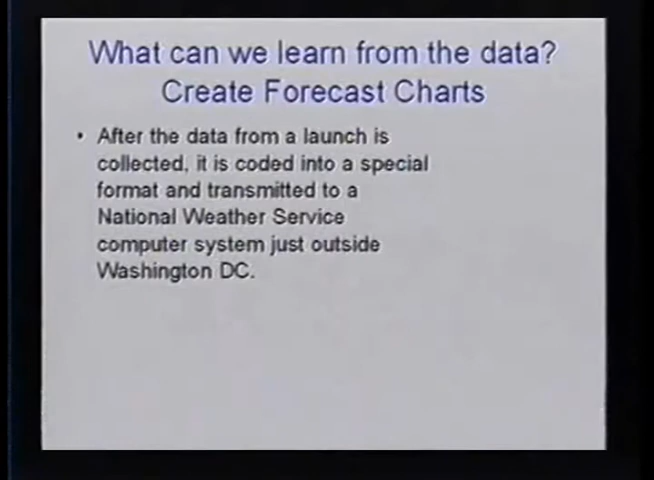 What can we learn from the data?
Create Forecast Charts
• After the data from a launch is
collected, it is coded into a special
format and transmitted to a
National Weather Service
computer system just outside
Washington DC.